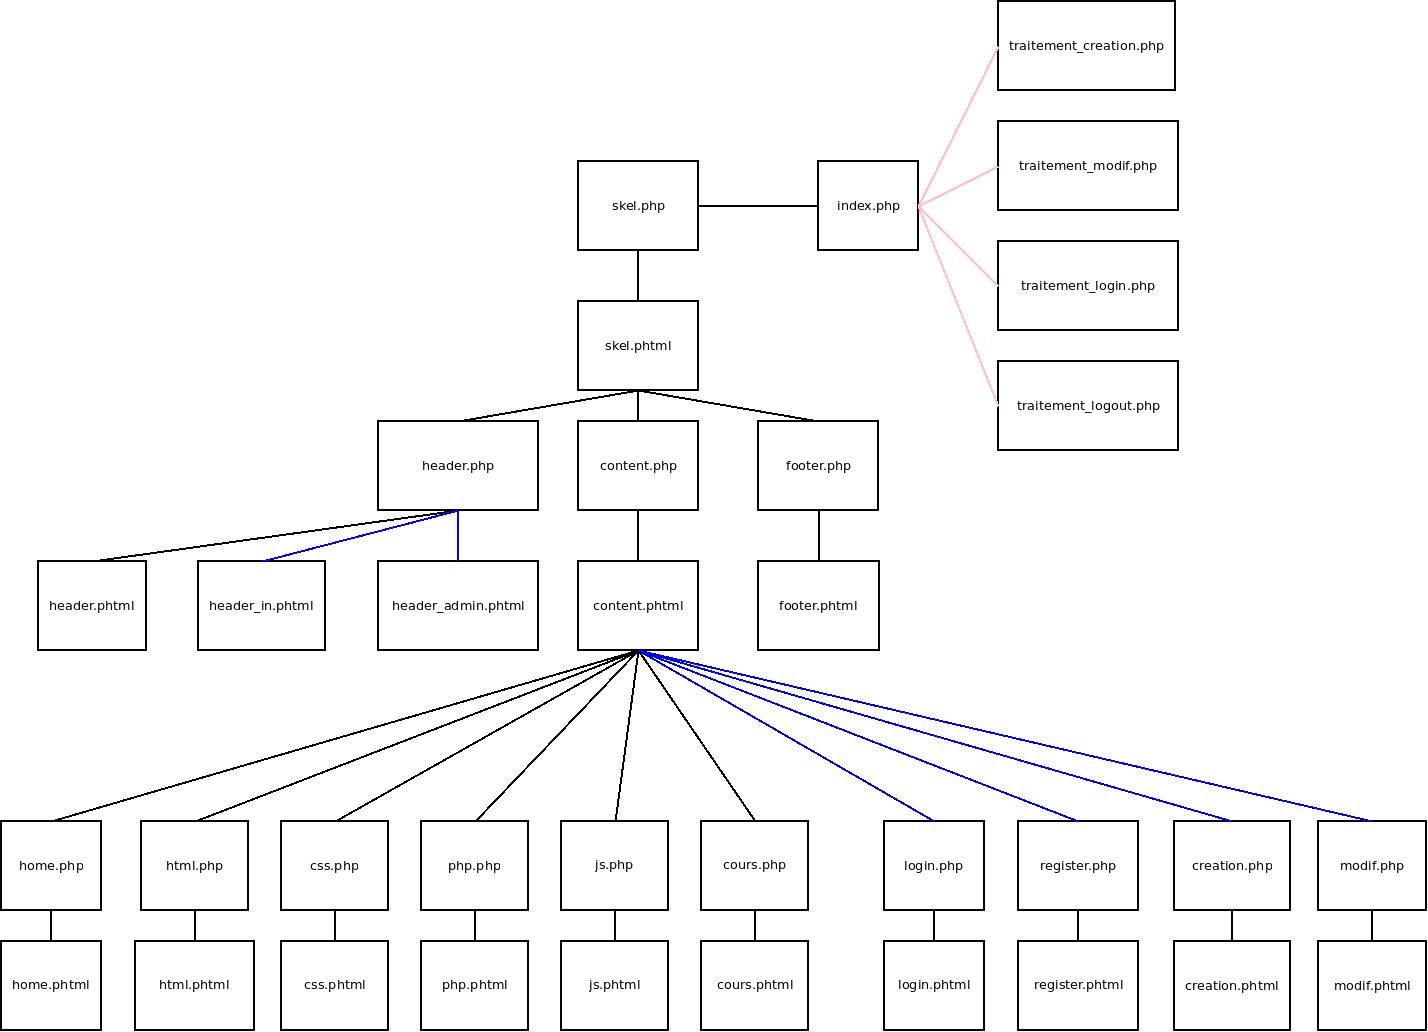 traitement_creation.php
traitement_modif.php
skel.php
index.php
traitement_login.php
skel.phtml
traitement_logout.php
header.php
content.php
footer.php
header.phtml
header_in.phtml
header_admin.phtml
content.phtml
footer.phtml
home.php
html.php
css.php
php.php
js.php
cours.php
login.php
register.php
creation.php
modif.php
home.phtml
html.phtml
css.phtml
php.phtml
js.phtml
cours.phtml
login.phtml
register.phtml
creation.phtml
modif.phtml